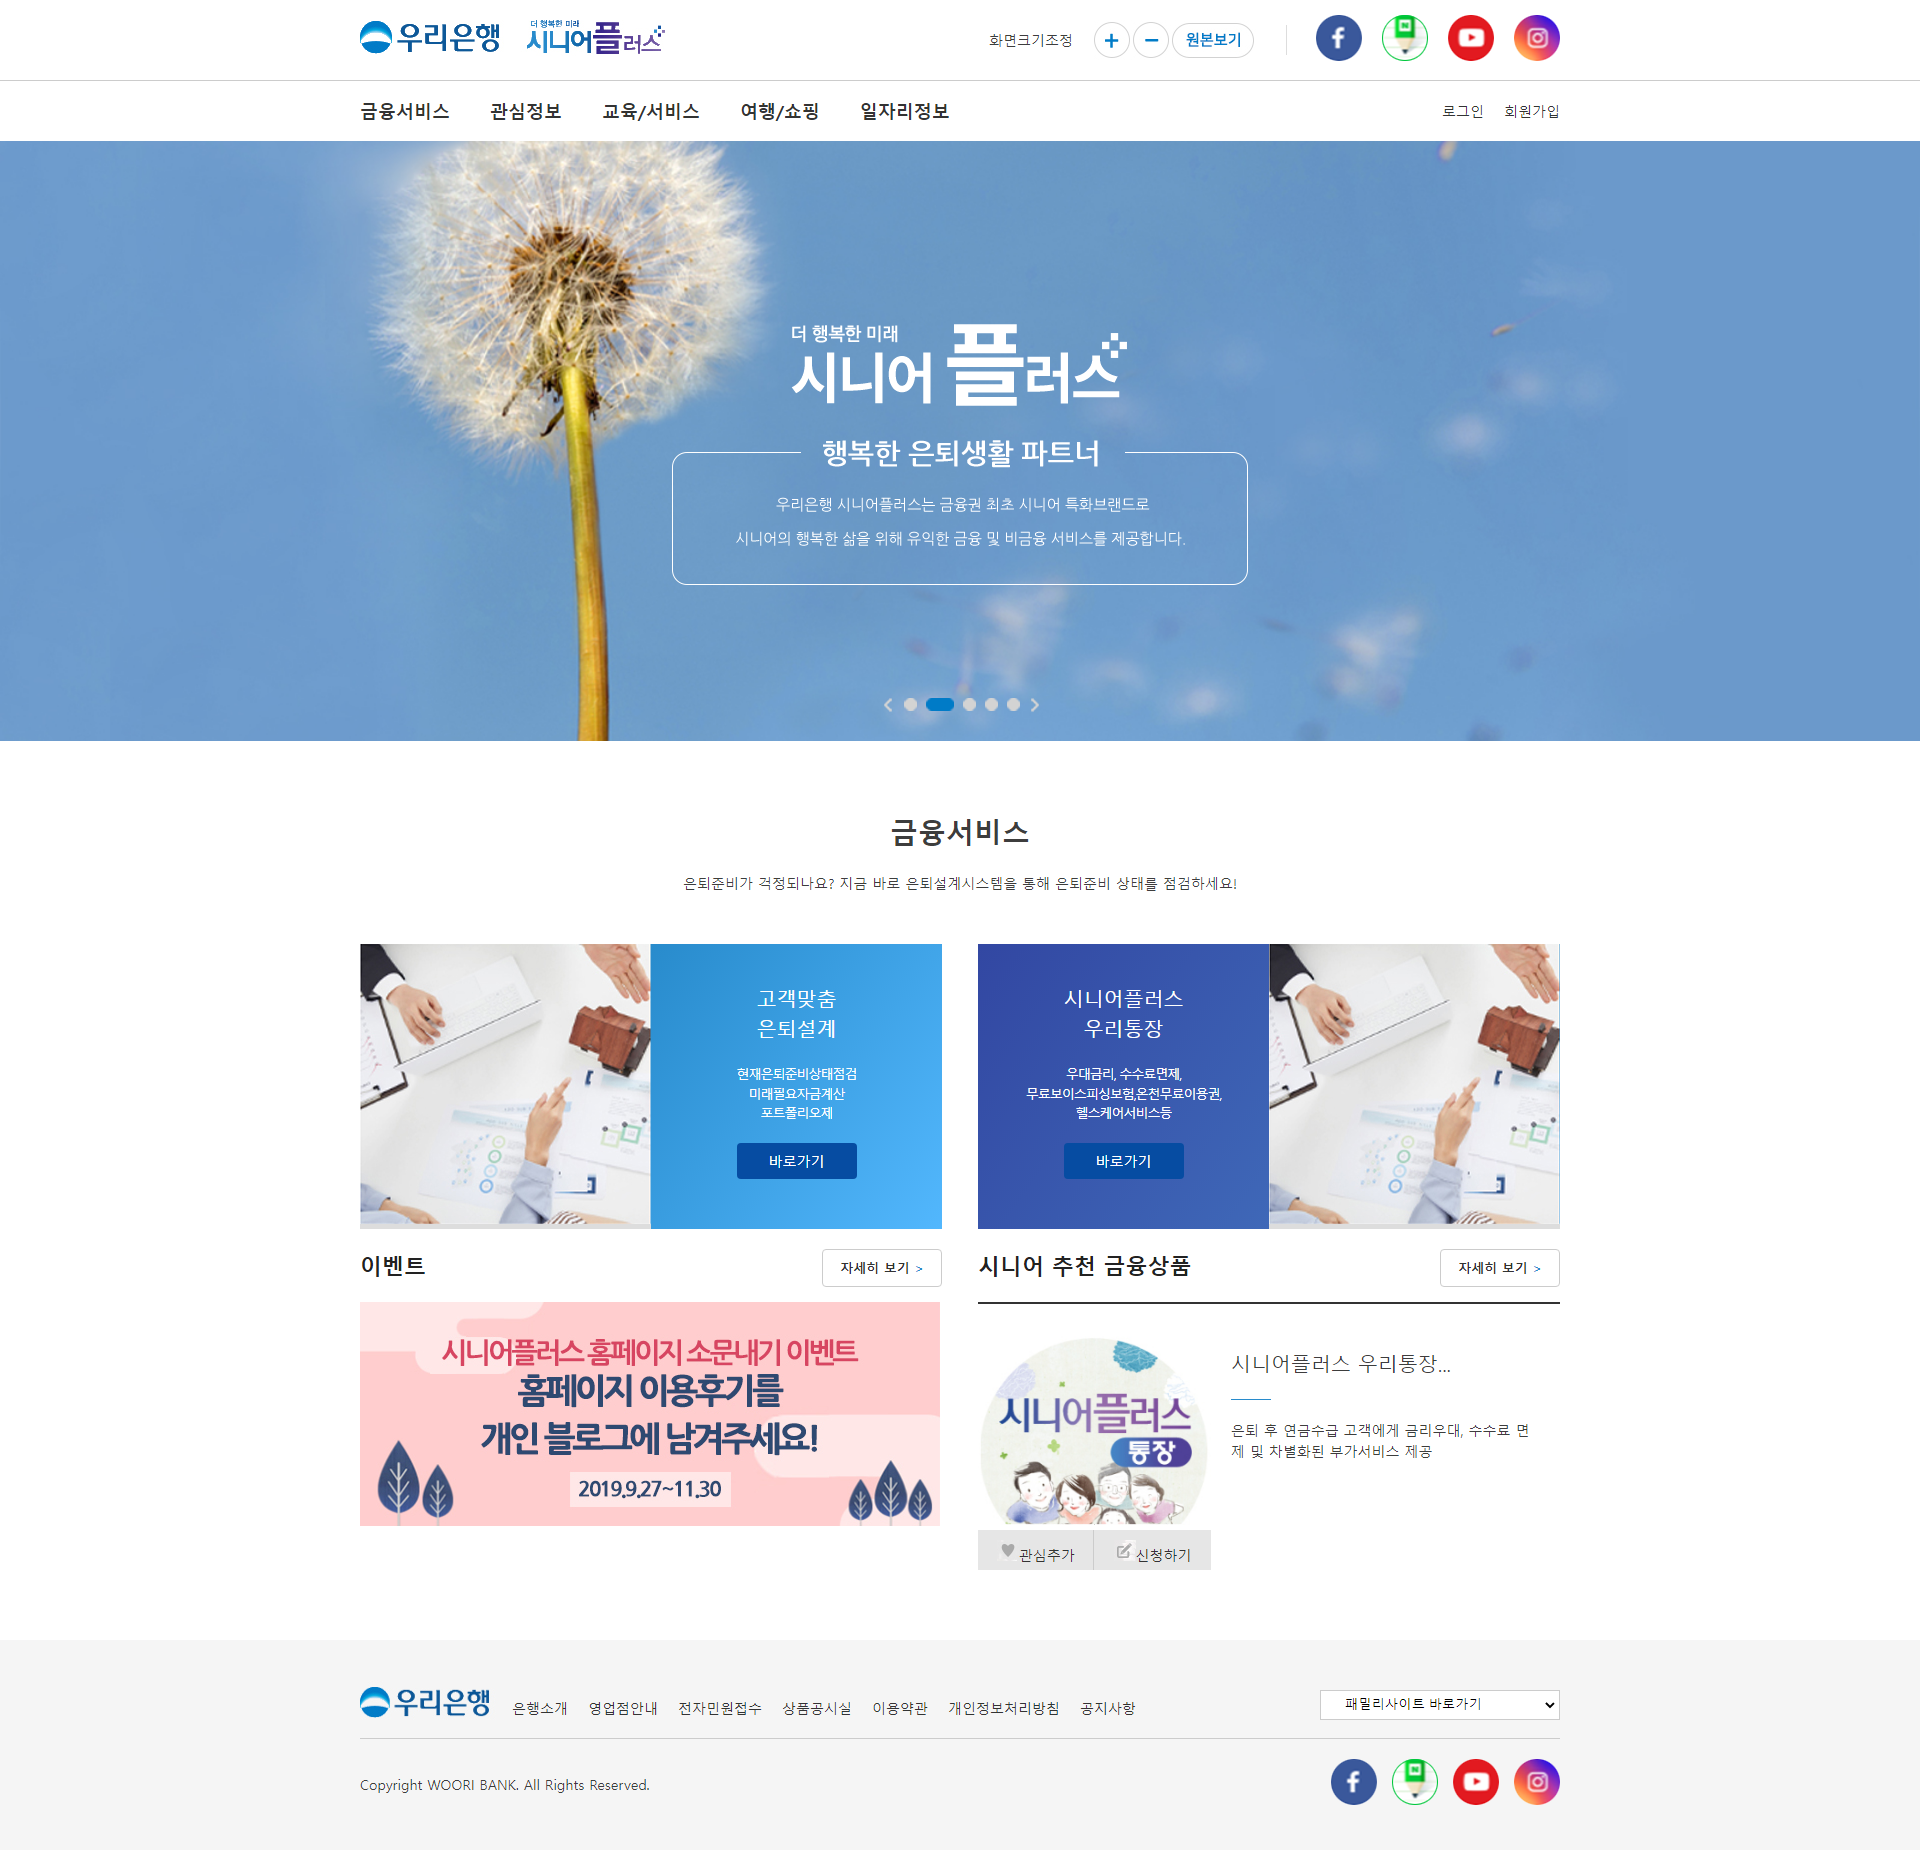 우리은행
더 행복한 미래
시니어플러스
화면크기조정
원본보기
금융서비스 관심정보 교육/서비스 여행/쇼핑 일자리정보
로그인 회원가입
더 행복한 미래
시니어 플러스
행복한 은퇴생활 파트너
우리은행 시니어플러스는 금융권 최초 시니어 특화브랜드로
시니어의 행복한 삶을 위해 유익한 금융 및 비금융 서비스를 제공합니다.
금융서비스
은퇴준비가 걱정되나요? 지금 바로 은퇴설계시스템을 통해 은퇴준비 상태를 점검하세요!
고객맞춤
은퇴설계
현재은퇴준비상태점검
미래필요자금계산
포트폴리오제
바로가기
시니어플러스
우리통장
우대금리, 수수료면제,
무료보이스피싱보험,온천무료이용권,
헬스케어서비스등
바로가기
이벤트
자세히 보기 >
시니어플러스 홈페이지 소문내기 이벤트
홈페이지 이용후기를
개인 블로그에 남겨주세요!
2019.9.27~11.30
시니어 추천 금융상품
자세히 보기 >
시니어플러스
통장
관심추가 신청하기
시니어플러스 우리통장...
은퇴 후 연금수급 고객에게 금리우대, 수수료 면
제 및 차별화된 부가서비스 제공
우리은행
은행소개 영업점안내 전자민원접수 상품공시실 이용약관 개인정보처리방침 공지사항
패밀리사이트 바로가기
Copyright WOORI BANK. All Rights Reserved.